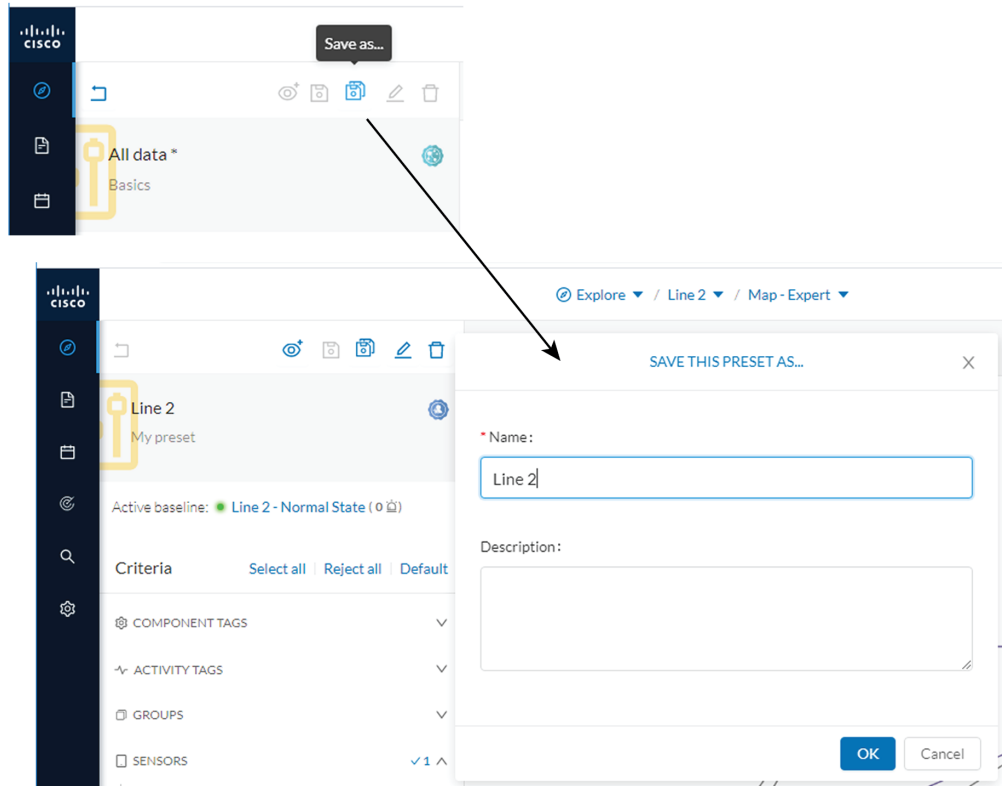 CISCO
Save as...
All data *
Basics
CISCO
Explore / Line 2 / Map - Expert
SAVE THIS PRESET AS...
Line 2
My preset
* Name:
Line 2
Active baseline: Line 2 - Normal State ( 0 )
Description:
Criteria Select all Reject all Default
COMPONENT TAGS
ACTIVITY TAGS
GROUPS
SENSORS 1
OK Cancel